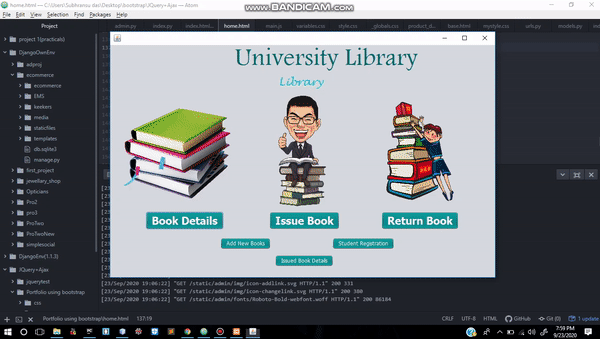 home.html — C:\Users\Subhransu das\Desktop\bootstrap\JQuery+Ajax — Atom
www.BANDICAM.com
File Edit View Selection Find Packages Help
Project
admin.py
index.html
home.html
main.js
variables.css
style.css
_globals.css
base.html
mystyle.css
urls.py
models.py
project 1(practicals)
DjangoOwnEnv
adproj
ecommerce
ecommerce
EMS
keekers
media
staticfiles
templates
db.sqlite3
manage.py
first_project
jewellary_shop
Opticians
Pro2
pro3
ProTwo
ProTwoNew
simplesocial
DjangoEnv(1.1.3)
JQuery+Ajax
jquerytest
Portfolio using bootstrap
css
University Library
Library
Book Details
Issue Book
Return Book
Add New Books
Student Registration
Issued Book Details
[23/Sep/2020 19:06:22] "GET /static/admin/img/icon-addlink.svg HTTP/1.1" 200 331
[23/Sep/2020 19:06:22] "GET /static/admin/img/icon-changelink.svg HTTP/1.1" 200 380
[23/Sep/2020 19:06:22] "GET /static/admin/fonts/Roboto-Bold-webfont.woff HTTP/1.1" 200 86184
Portfolio using bootstrap\home.html 137:19
CRLF UTF-8 HTML GitHub Git (0) 1 update
7:59 PM
9/23/2020